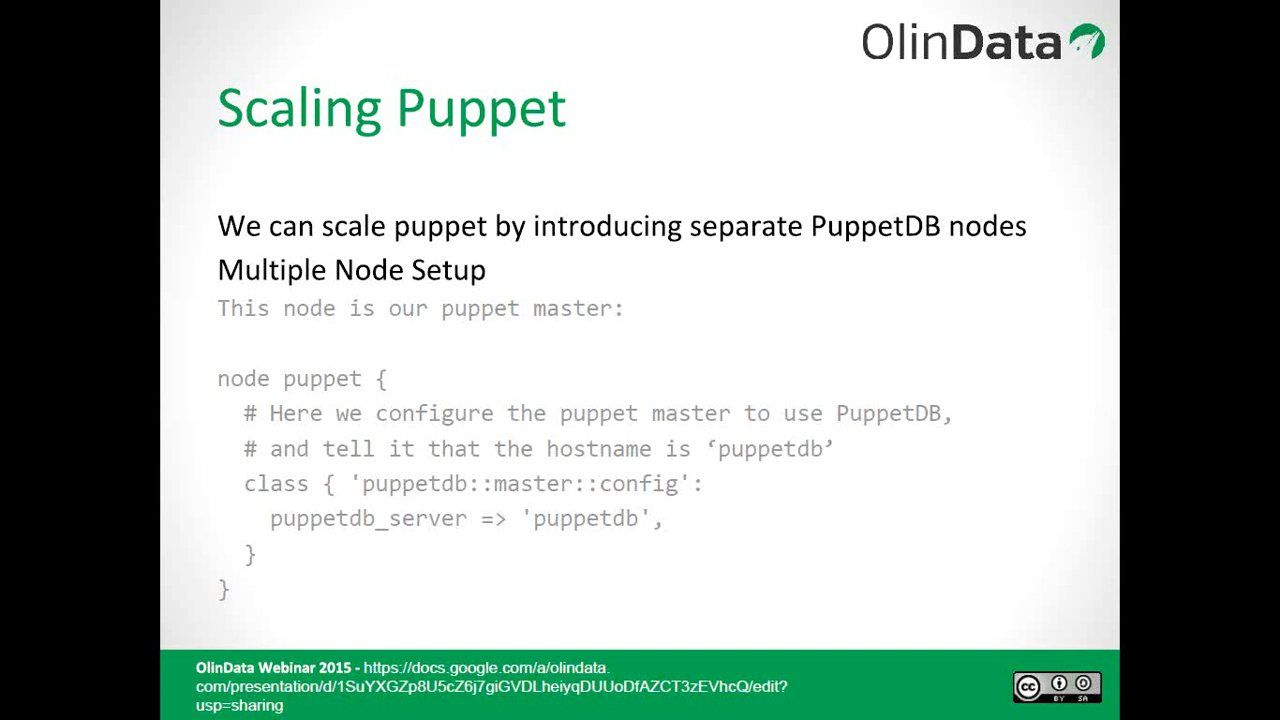 OlinData
Scaling Puppet
We can scale puppet by introducing separate PuppetDB nodes
Multiple Node Setup
This node is our puppet master:
node puppet {
# Here we configure the puppet master to use PuppetDB,
# and tell it that the hostname is ‘puppetdb’
class { 'puppetdb::master::config':
puppetdb_server => 'puppetdb',
}
}
OlinData Webinar 2015 - https://docs.google.com/a/olindata.
com/presentation/d/1SuYXGZp8U5cZ6j7giGVDLheiyqDUUoDfAZCT3zEVhcQ/edit?
usp=sharing
cc BY SA